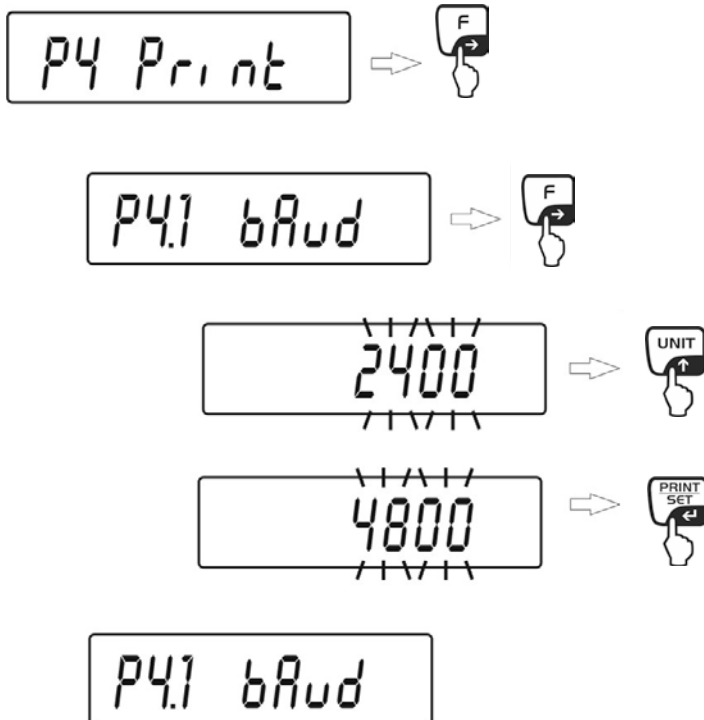 P4 Print
F
P4.1 bAud
F
2400
UNIT
4800
PRINT
SET
P4.1 bAud